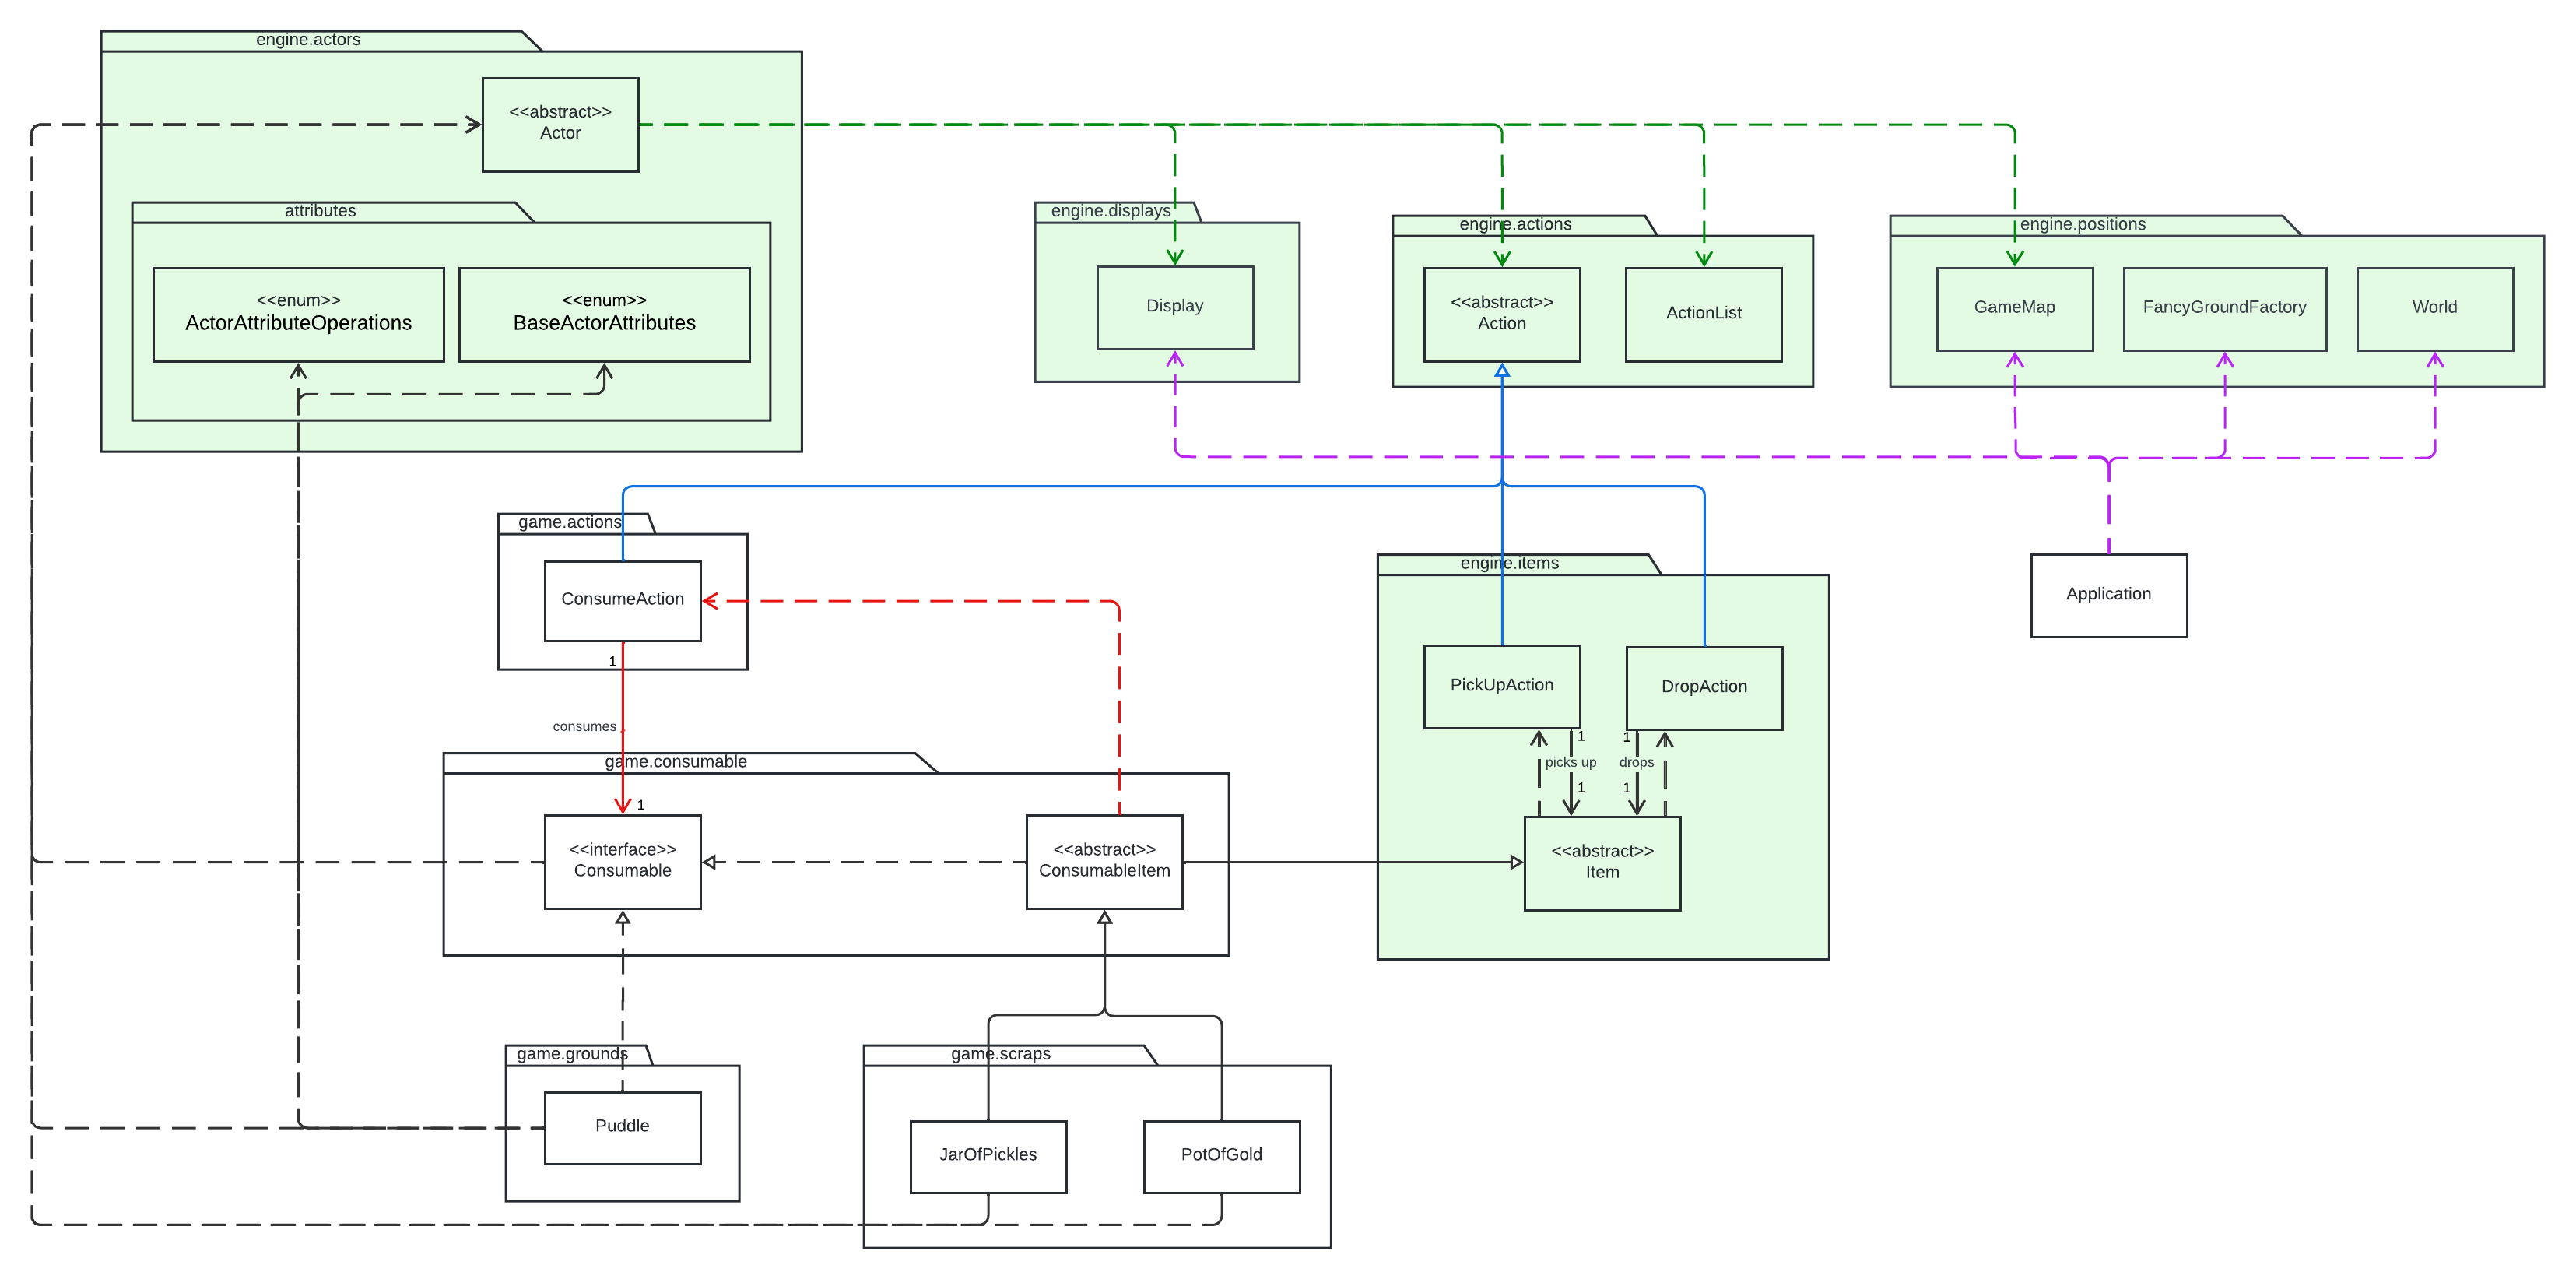 engine.actors
<<abstract>>
Actor
attributes
<<enum>>
ActorAttributeOperations
<<enum>>
BaseActorAttributes
engine.displays
Display
engine.actions
<<abstract>>
Action
ActionList
engine.positions
GameMap
FancyGroundFactory
World
game.actions
ConsumeAction
1
consumes
1
engine.items
PickUpAction
DropAction
1
1
picks up
drops
1
1
<<abstract>>
Item
Application
game.consumable
<<interface>>
Consumable
<<abstract>>
ConsumableItem
game.grounds
Puddle
game.scraps
JarOfPickles
PotOfGold